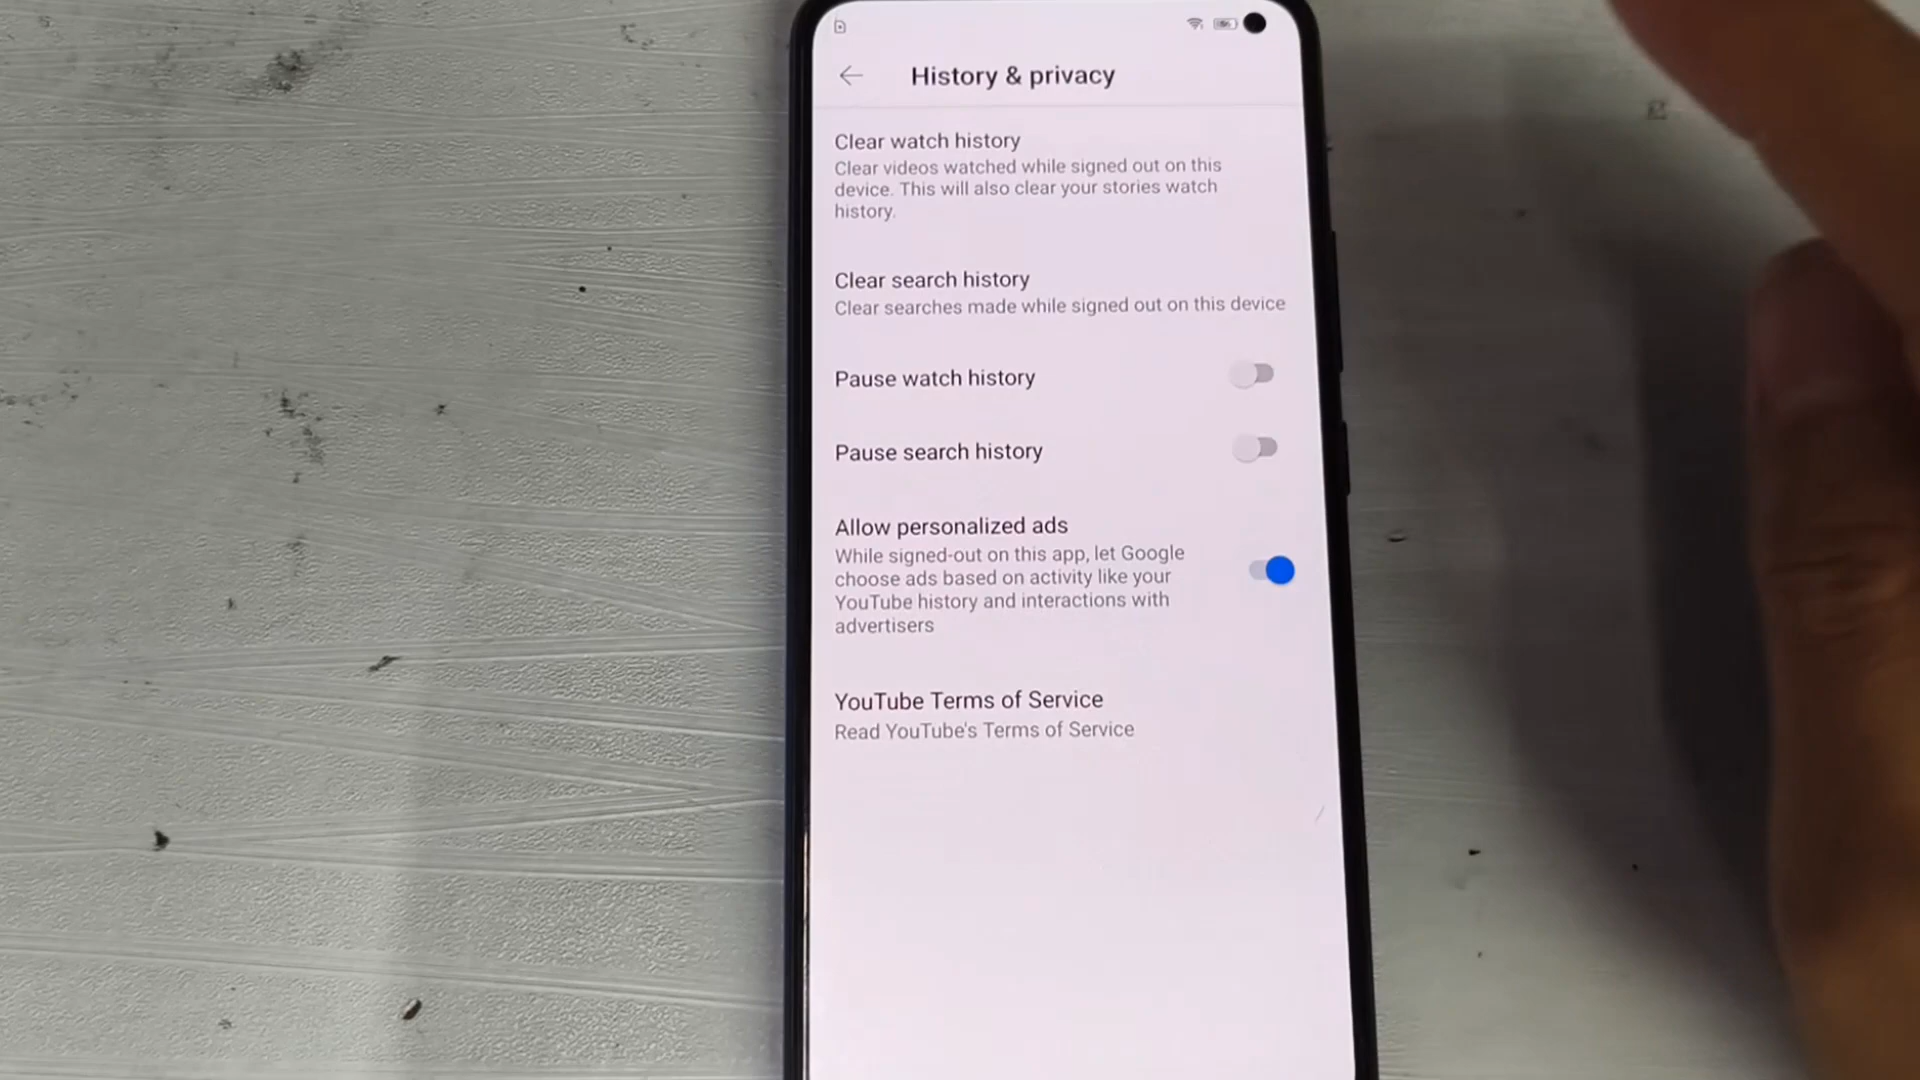 History & privacy
Clear watch history
Clear videos watched while signed out on this
device. This will also clear your stories watch
history.
Clear search history
Clear searches made while signed out on this device
Pause watch history
Pause search history
Allow personalized ads
While signed-out on this app, let Google
choose ads based on activity like your
YouTube history and interactions with
advertisers
YouTube Terms of Service
Read YouTube's Terms of Service